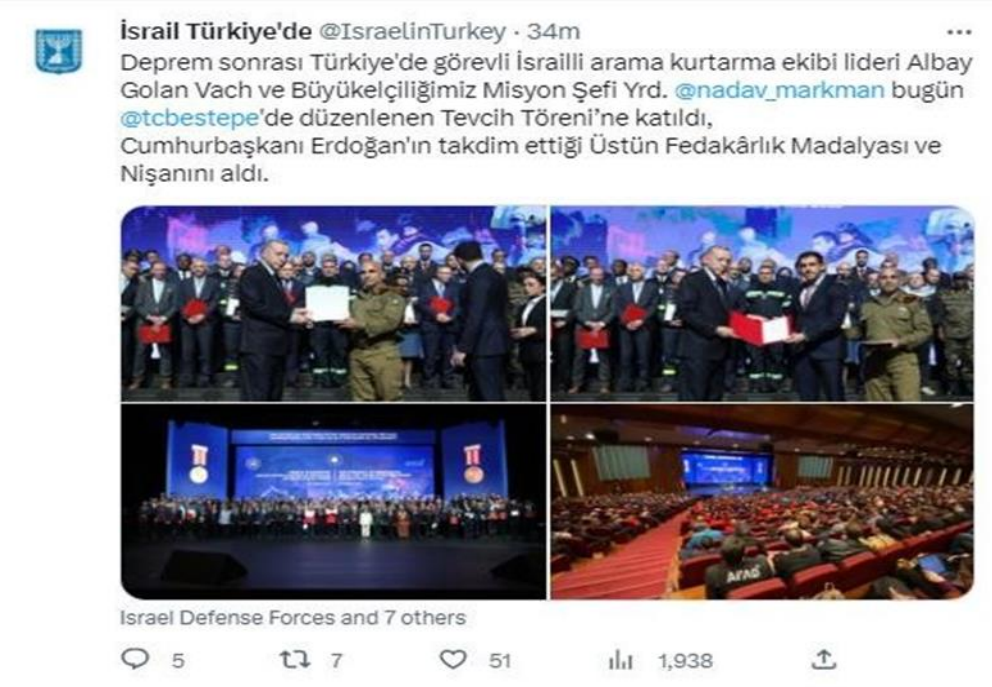 İsrail Türkiye'de @IsraelinTurkey · 34m
Deprem sonrası Türkiye'de görevli İsrailli arama kurtarma ekibi lideri Albay
Golan Vach ve Büyükelçiliğimiz Misyon Şefi Yrd. @nadav_markman bugün
@tcbestepe'de düzenlenen Tevcih Töreni’ne katıldı,
Cumhurbaşkanı Erdoğan'ın takdim ettiği Üstün Fedakârlık Madalyası ve
Nişanını aldı.
AFAD
Israel Defense Forces and 7 others
5 7 51 1,938